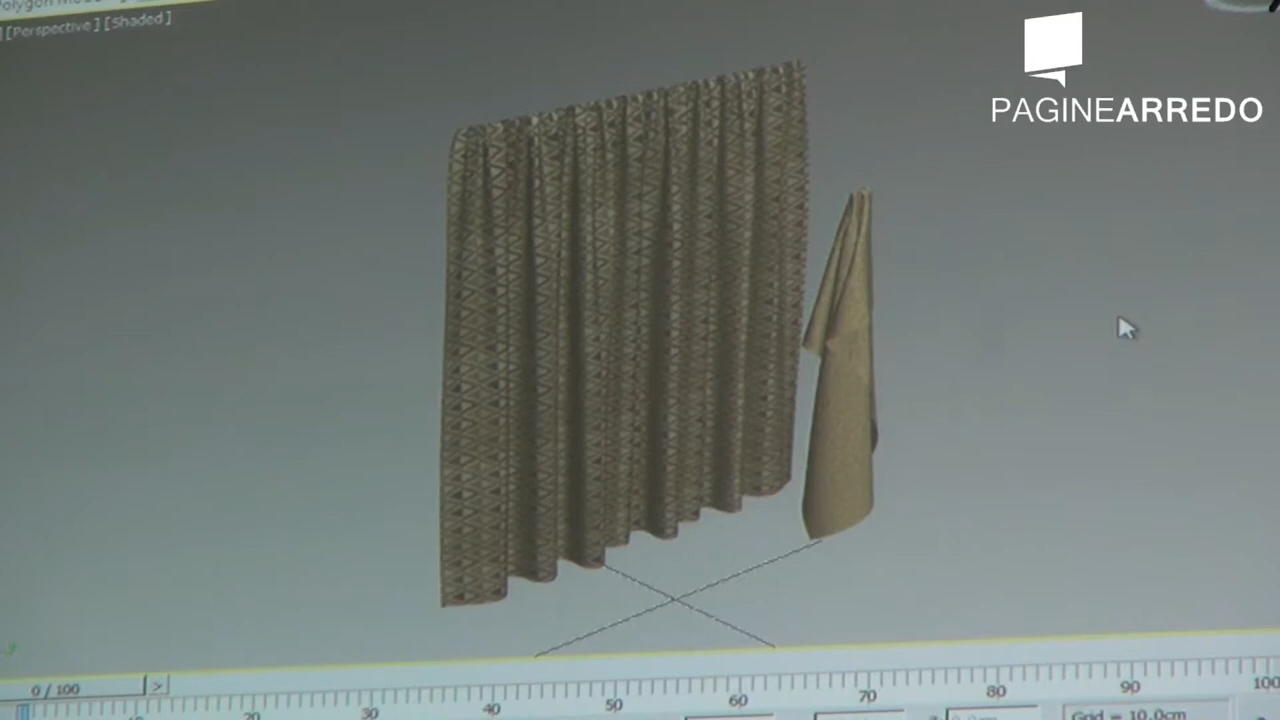 [Perspective] [Shaded]
PAGINEARREDO
0 / 100
>
20
30
40
50
60
70
80
90
100
Grid = 10,0cm